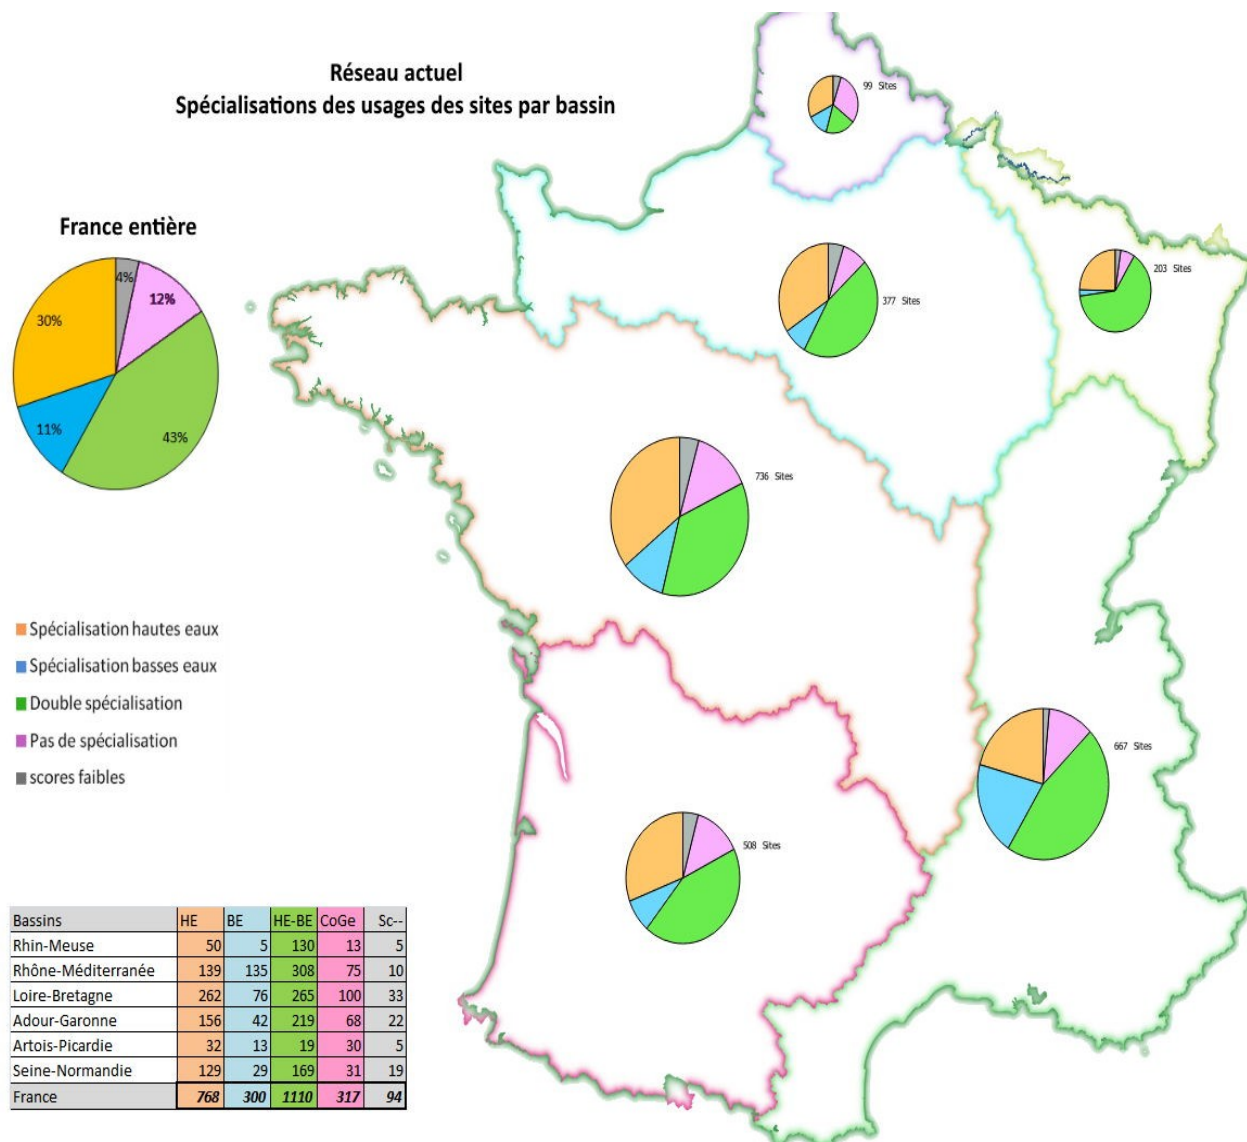 Réseau actuel
Spécialisations des usages des sites par bassin
99 Sites
France entière
4%
12%
30%
11%
43%
377 Sites
203 Sites
736 Sites
Spécialisation hautes eaux
Spécialisation basses eaux
Double spécialisation
Pas de spécialisation
scores faibles
667 Sites
508 Sites
Bassins HE BE HE-BE CoGe Sc--
Rhin-Meuse 50 5 130 13 5
Rhône-Méditerranée 139 135 308 75 10
Loire-Bretagne 262 76 265 100 33
Adour-Garonne 156 42 219 68 22
Artois-Picardie 32 13 19 30 5
Seine-Normandie 129 29 169 31 19
France 768 300 1110 317 94